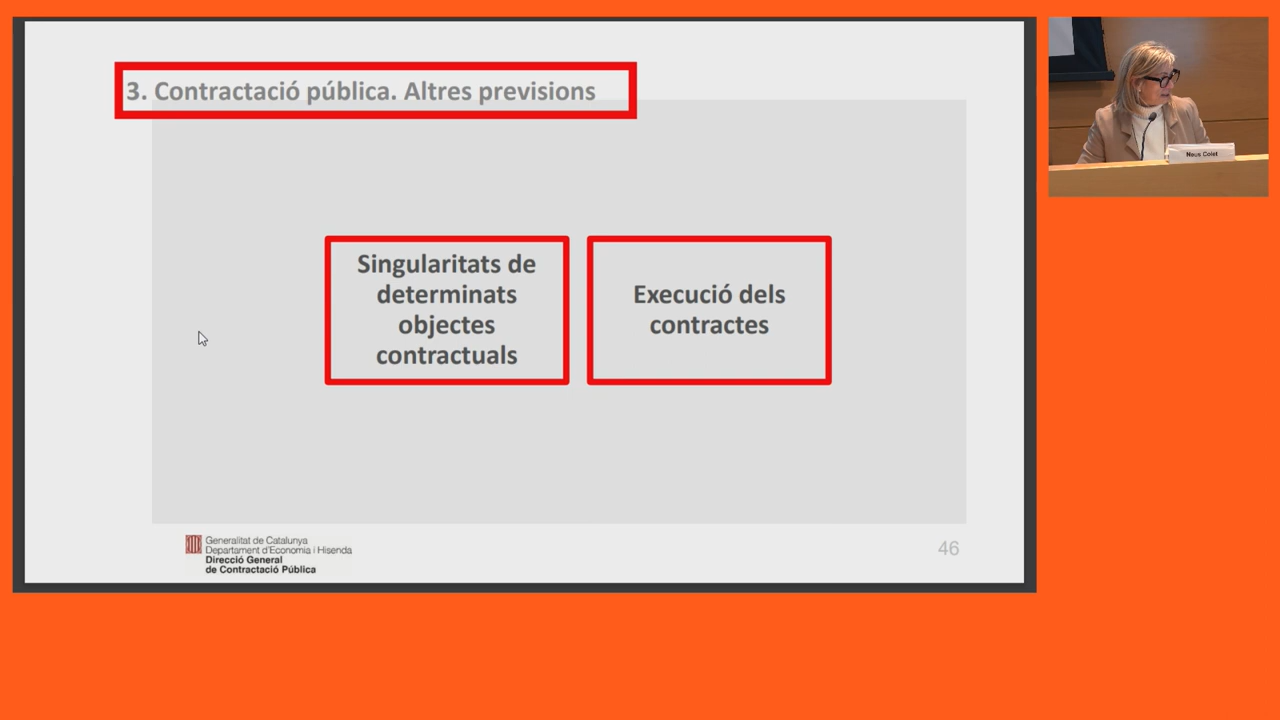 3. Contractació pública. Altres previsions
Singularitats de
determinats
objectes
contractuals
Execució dels
contractes
Generalitat de Catalunya
Departament d'Economia i Hisenda
Direcció General
de Contractació Pública
46
Neus Colet